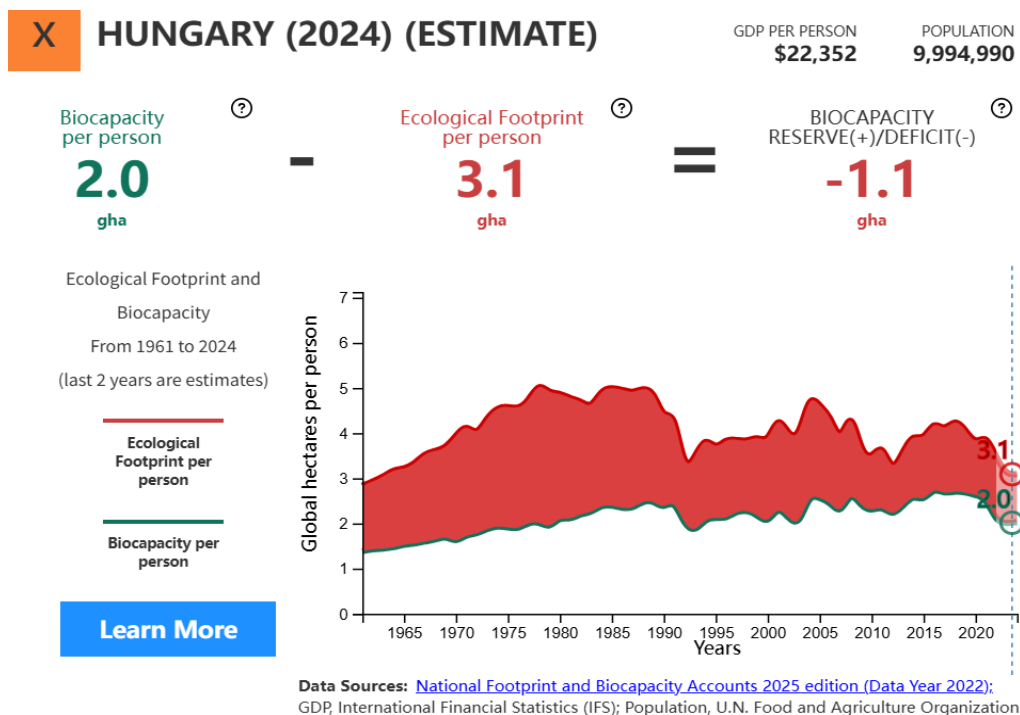 X
HUNGARY (2024) (ESTIMATE)
GDP PER PERSON
$22,352
POPULATION
9,994,990
Biocapacity
per person
2.0
gha
?
-
Ecological Footprint
per person
3.1
gha
?
=
BIOCAPACITY
RESERVE(+)/DEFICIT(-)
-1.1
gha
?
Ecological Footprint and
Biocapacity
From 1961 to 2024
(last 2 years are estimates)
Ecological
Footprint per
person
Biocapacity per
person
Learn More
Global hectares per person
7
6
5
4
3
2
1
0
3.1
2.0
1965 1970 1975 1980 1985 1990 1995 2000 2005 2010 2015 2020
Years
Data Sources: National Footprint and Biocapacity Accounts 2025 edition (Data Year 2022);
GDP, International Financial Statistics (IFS); Population, U.N. Food and Agriculture Organization